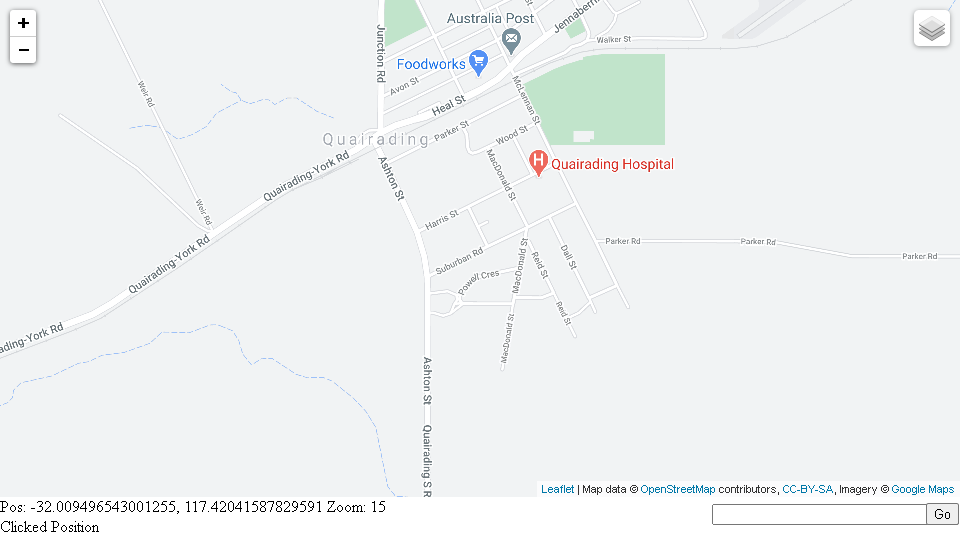 +
−
Australia Post
Jennaberri
Junction Rd
Walker St
Foodworks
Avon St
McLennan St
Weir Rd
Heal St
Parker St
Wood St
Quairading
Quairading-York Rd
MacDonald St
Quairading Hospital
Ashton St
Weir Rd
Harris St
Quairading-York Rd
Parker Rd
Parker Rd
Parker Rd
Suburban Rd
Reid St
Dall St
MacDonald St
Powell Cres
Reid St
ading-York Rd
MacDonald St
Ashton St
Quairading S R
Leaflet | Map data © OpenStreetMap contributors, CC-BY-SA, Imagery © Google Maps
Pos: -32.009496543001255, 117.42041587829591 Zoom: 15
Go
Clicked Position